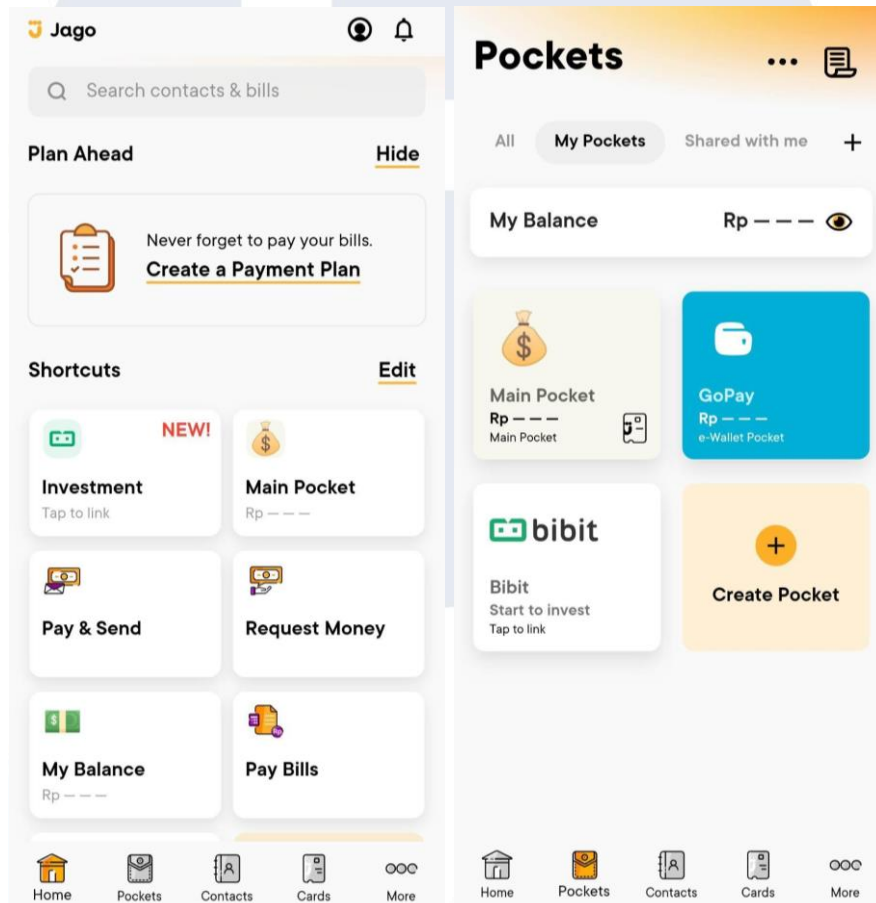 Jago
Search contacts & bills
Plan Ahead
Hide
Never forget to pay your bills.
Create a Payment Plan
Shortcuts
Edit
NEW!
Investment
Tap to link
Main Pocket
Rp — — —
Pay & Send
Request Money
My Balance
Rp — — —
Pay Bills
Home
Pockets
Contacts
Cards
More
Pockets
All
My Pockets
Shared with me
My Balance
Rp — — —
Main Pocket
Rp — — —
Main Pocket
GoPay
Rp — — —
e-Wallet Pocket
bibit
Bibit
Start to invest
Tap to link
Create Pocket
Home
Pockets
Contacts
Cards
More